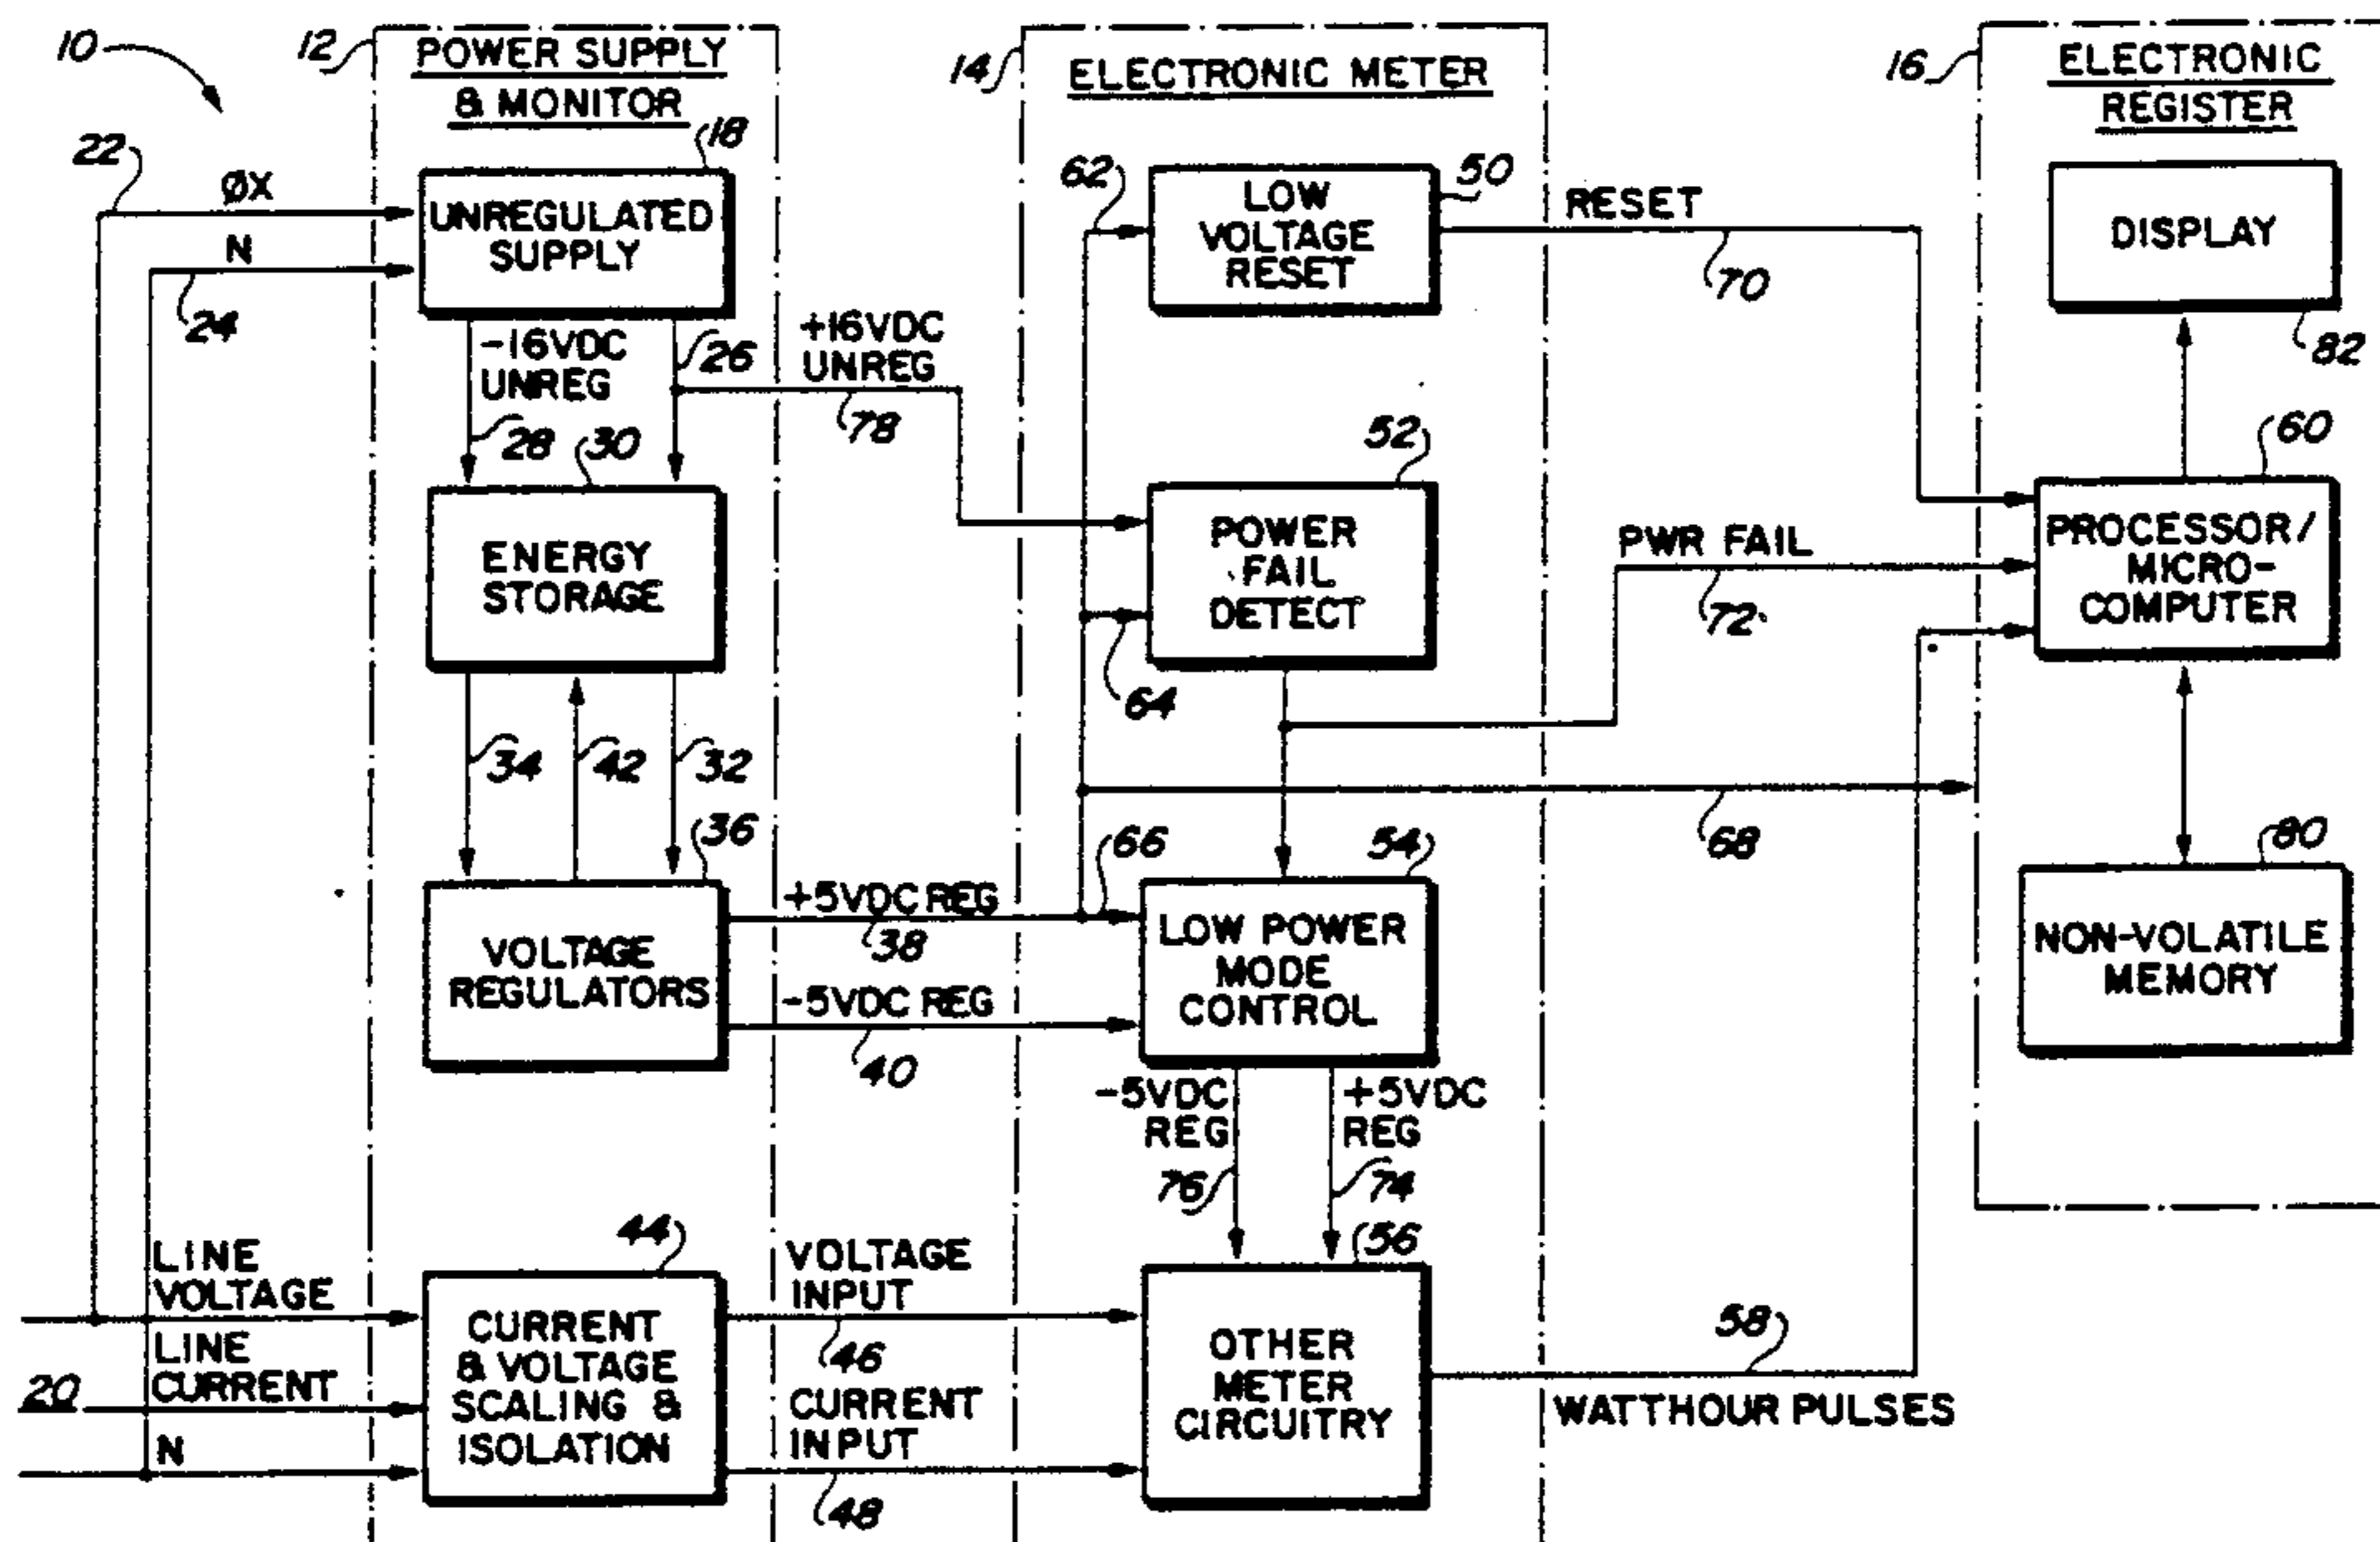 10
12
POWER SUPPLY
& MONITOR
14
ELECTRONIC METER
16
ELECTRONIC
REGISTER
22
ØX
N
24
18
UNREGULATED
SUPPLY
-16VDC
UNREG
26
28
+16VDC
UNREG
78
30
ENERGY
STORAGE
34
42
32
36
VOLTAGE
REGULATORS
+5VDC REG
38
-5VDC REG
40
LINE
VOLTAGE
LINE
CURRENT
20
N
44
CURRENT
& VOLTAGE
SCALING &
ISOLATION
VOLTAGE
INPUT
46
CURRENT
INPUT
48
62
50
LOW
VOLTAGE
RESET
RESET
70
52
POWER
FAIL
DETECT
64
PWR FAIL
72
68
66
54
LOW POWER
MODE
CONTROL
-5VDC
REG
76
+5VDC
REG
74
56
OTHER
METER
CIRCUITRY
58
WATTHOUR PULSES
DISPLAY
82
60
PROCESSOR/
MICRO-
COMPUTER
80
NON-VOLATILE
MEMORY